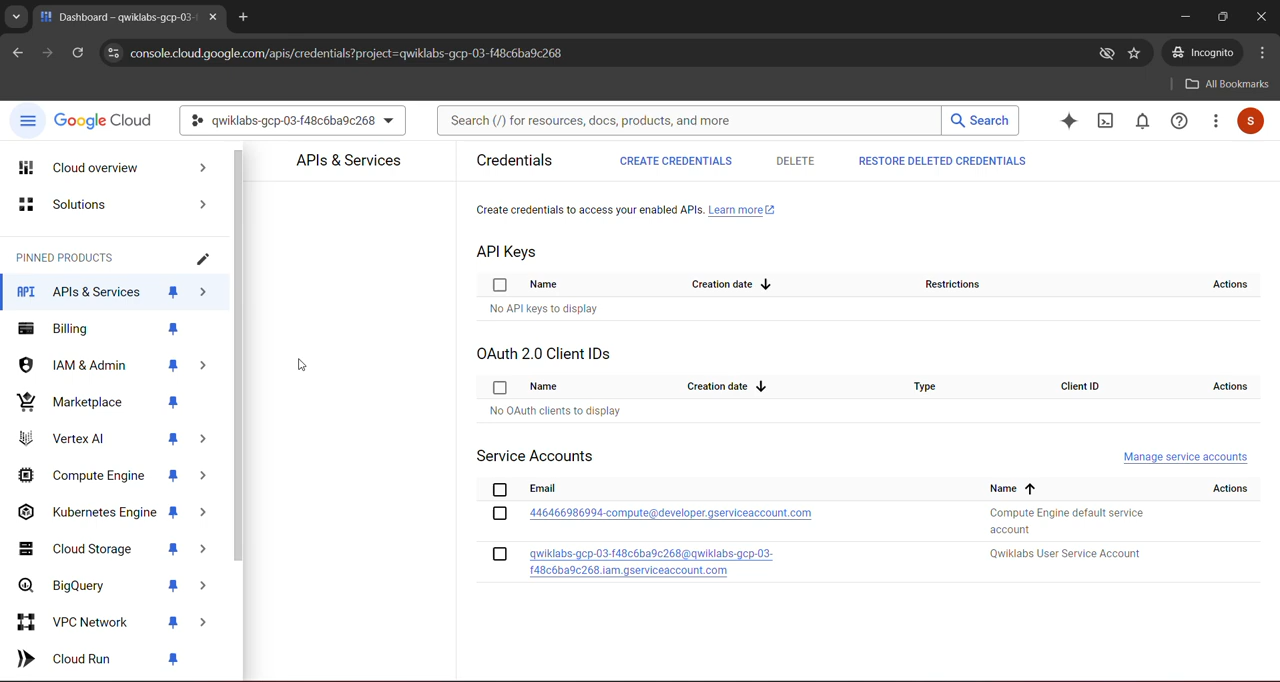 Dashboard – qwiklabs-gcp-03-f
console.cloud.google.com/apis/credentials?project=qwiklabs-gcp-03-f48c6ba9c268
Incognito
All Bookmarks
Google Cloud
qwiklabs-gcp-03-f48c6ba9c268
Search (/) for resources, docs, products, and more
Search
S
Cloud overview
Solutions
PINNED PRODUCTS
API APIs & Services
Billing
IAM & Admin
Marketplace
Vertex AI
Compute Engine
Kubernetes Engine
Cloud Storage
BigQuery
VPC Network
Cloud Run
APIs & Services
Credentials
CREATE CREDENTIALS
DELETE
RESTORE DELETED CREDENTIALS
Create credentials to access your enabled APIs. Learn more
API Keys
Name Creation date Restrictions Actions
No API keys to display
OAuth 2.0 Client IDs
Name Creation date Type Client ID Actions
No OAuth clients to display
Service Accounts
Manage service accounts
Email Name Actions
446466986994-compute@developer.gserviceaccount.com
Compute Engine default service
account
qwiklabs-gcp-03-f48c6ba9c268@qwiklabs-gcp-03-
f48c6ba9c268.iam.gserviceaccount.com
Qwiklabs User Service Account